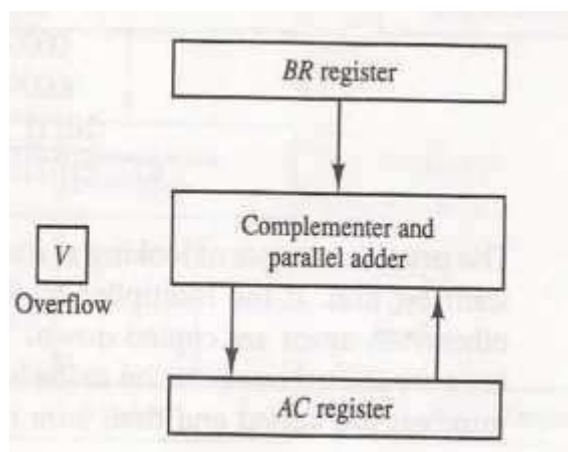 BR register
Complementer and
parallel adder
V
Overflow
AC register